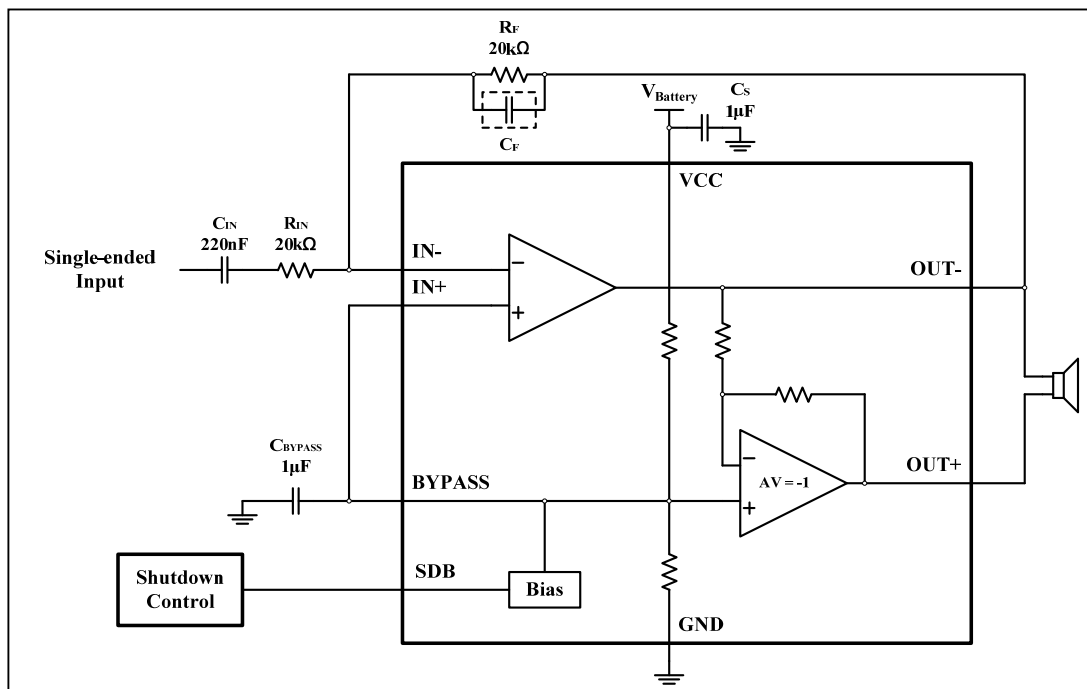 RF
20kΩ
CF
VBattery
CS
1µF
VCC
CIN
220nF
RIN
20kΩ
Single-ended
Input
IN-
IN+
OUT-
CBYPASS
1µF
BYPASS
AV = -1
OUT+
SDB
Shutdown
Control
Bias
GND
−
+
−
+